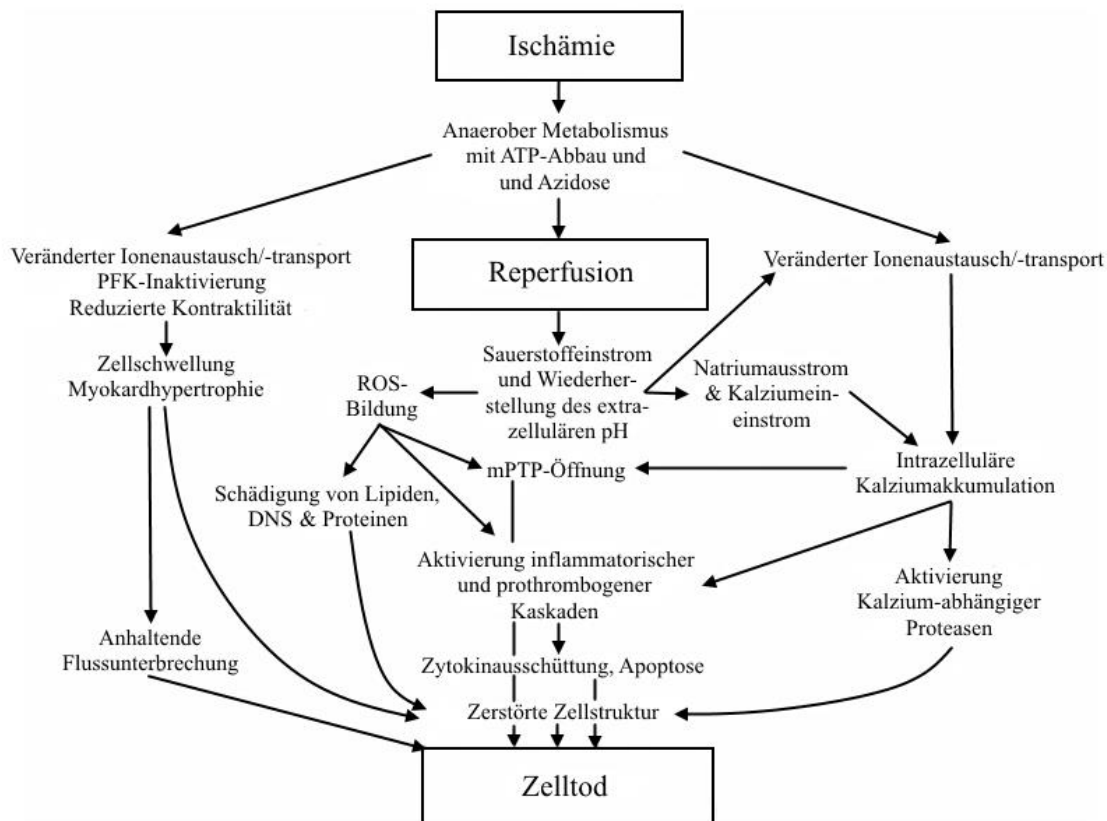 Ischämie
Anaerober Metabolismus
mit ATP-Abbau und
und Azidose
Veränderter Ionenaustausch/-transport
PFK-Inaktivierung
Reduzierte Kontraktilität
Reperfusion
Veränderter Ionenaustausch/-transport
Zellschwellung
Myokardhypertrophie
ROS-
Bildung
Sauerstoffeinstrom
und Wiederher-
stellung des extra-
zellulären pH
Natriumausstrom
& Kalziumein-
einstrom
mPTP-Öffnung
Intrazelluläre
Kalziumakkumulation
Schädigung von Lipiden,
DNS & Proteinen
Aktivierung inflammatorischer
und prothrombogener
Kaskaden
Aktivierung
Kalzium-abhängiger
Proteasen
Anhaltende
Flussunterbrechung
Zytokinausschüttung, Apoptose
Zerstörte Zellstruktur
Zelltod